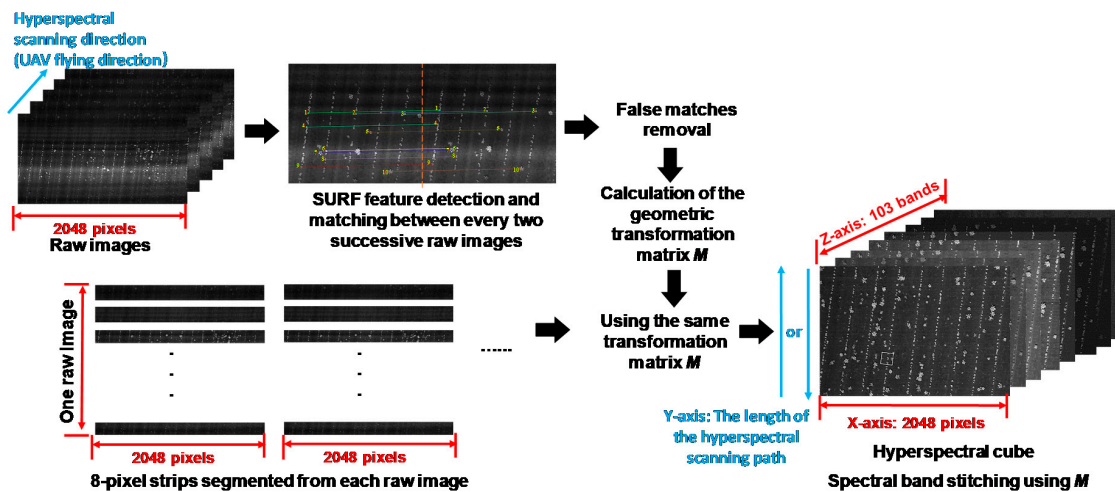 Hyperspectral
scanning direction
(UAV flying direction)
2048 pixels
Raw images
SURF feature detection and
matching between every two
successive raw images
False matches
removal
Calculation of the
geometric
transformation
matrix M
One raw image
2048 pixels
2048 pixels
8-pixel strips segmented from each raw image
Using the same
transformation
matrix M
or
Z-axis: 103 bands
Y-axis: The length of
the hyperspectral
scanning path
X-axis: 2048 pixels
Hyperspectral cube
Spectral band stitching using M